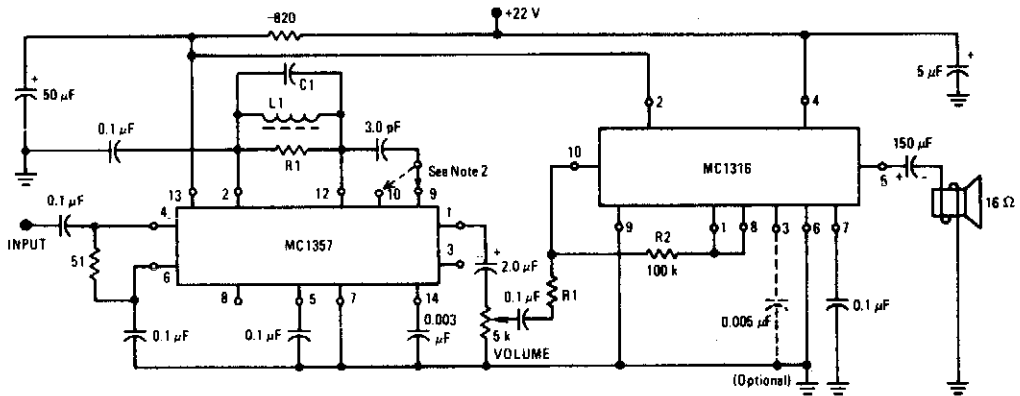 -820
+22 V
+
50 µF
C1
L1
+
5 µF
0.1 µF
3.0 pF
2
4
R1
See Note 2
150 µF
+ -
10
MC1316
5
16 Ω
13
2
12
10
9
0.1 µF
4
MC1357
1
INPUT
51
6
3
+
2.0 µF
9
R2
100 k
1
8
3
6
7
8
5
7
14
0.1 µF
R1
0.1 µF
0.1 µF
0.003
µF
5 k
VOLUME
0.005 µF
0.1 µF
(Optional)